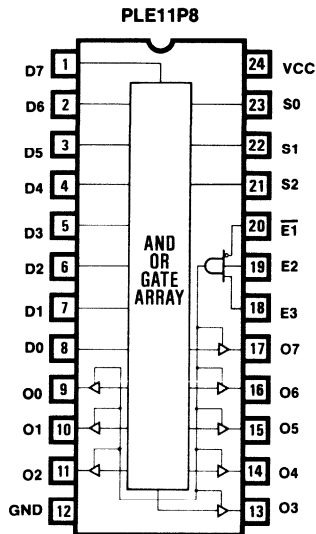 PLE11P8
D7 1 24 VCC
D6 2 23 S0
D5 3 22 S1
D4 4 21 S2
D3 5 20 E1
D2 6 19 E2
D1 7 18 E3
D0 8 17 O7
O0 9 16 O6
O1 10 15 O5
O2 11 14 O4
GND 12 13 O3
AND
OR
GATE
ARRAY